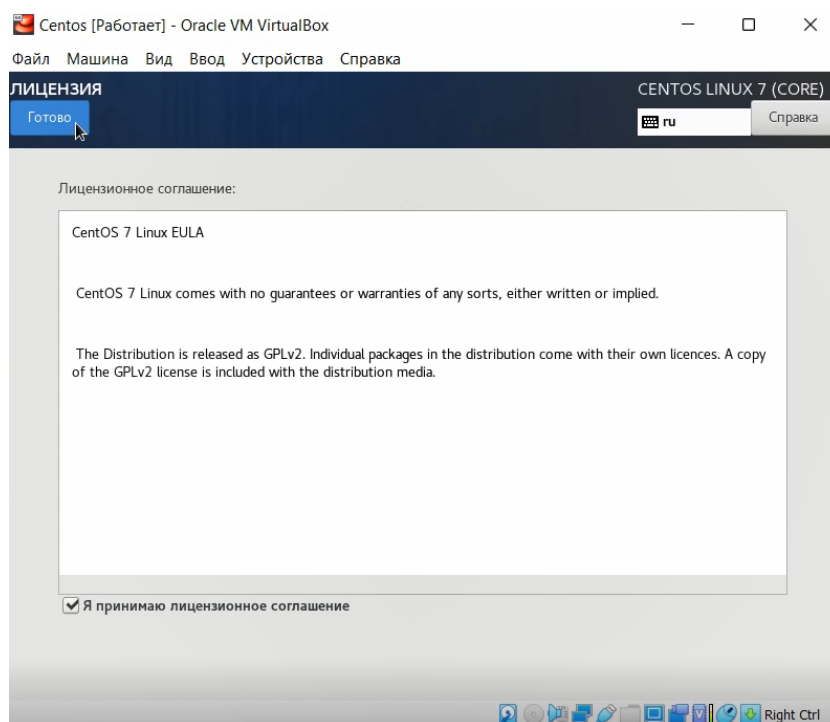 Centos [Работает] - Oracle VM VirtualBox
Файл Машина Вид Ввод Устройства Справка
ЛИЦЕНЗИЯ
CENTOS LINUX 7 (CORE)
Готово
ru
Справка
Лицензионное соглашение:
CentOS 7 Linux EULA
CentOS 7 Linux comes with no guarantees or warranties of any sorts, either written or implied.
The Distribution is released as GPLv2. Individual packages in the distribution come with their own licences. A copy
of the GPLv2 license is included with the distribution media.
Я принимаю лицензионное соглашение
Right Ctrl